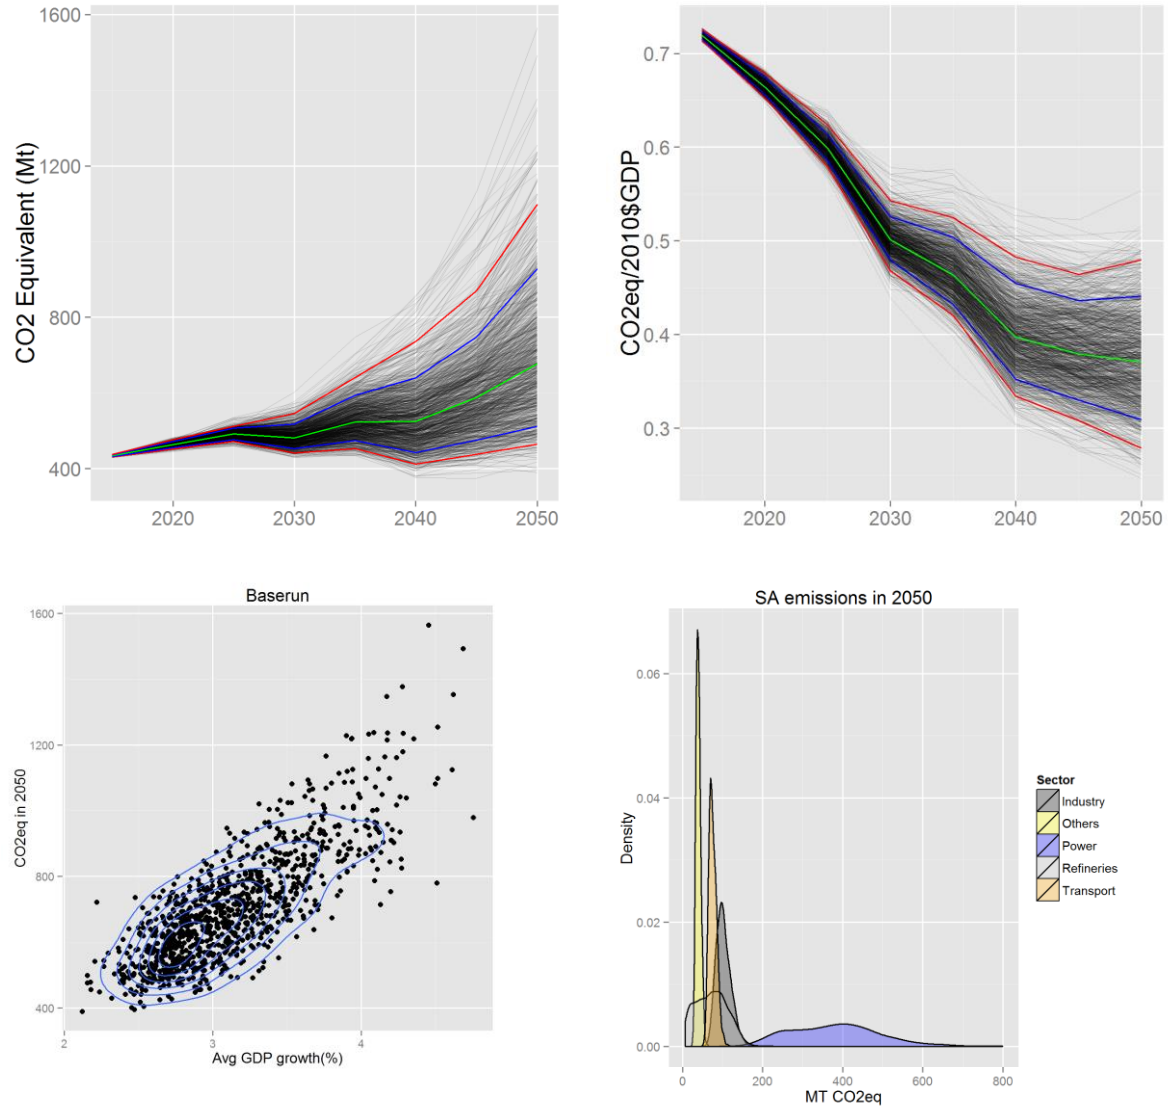 CO2 Equivalent (Mt)
1600
1200
800
400
2020 2030 2040 2050
CO2eq/2010$GDP
0.7
0.6
0.5
0.4
0.3
2020 2030 2040 2050
Baserun
CO2eq in 2050
1600
1200
800
400
2 3 4
Avg GDP growth(%)
SA emissions in 2050
Density
0.06
0.04
0.02
0.00
0 200 400 600 800
MT CO2eq
Sector
Industry
Others
Power
Refineries
Transport